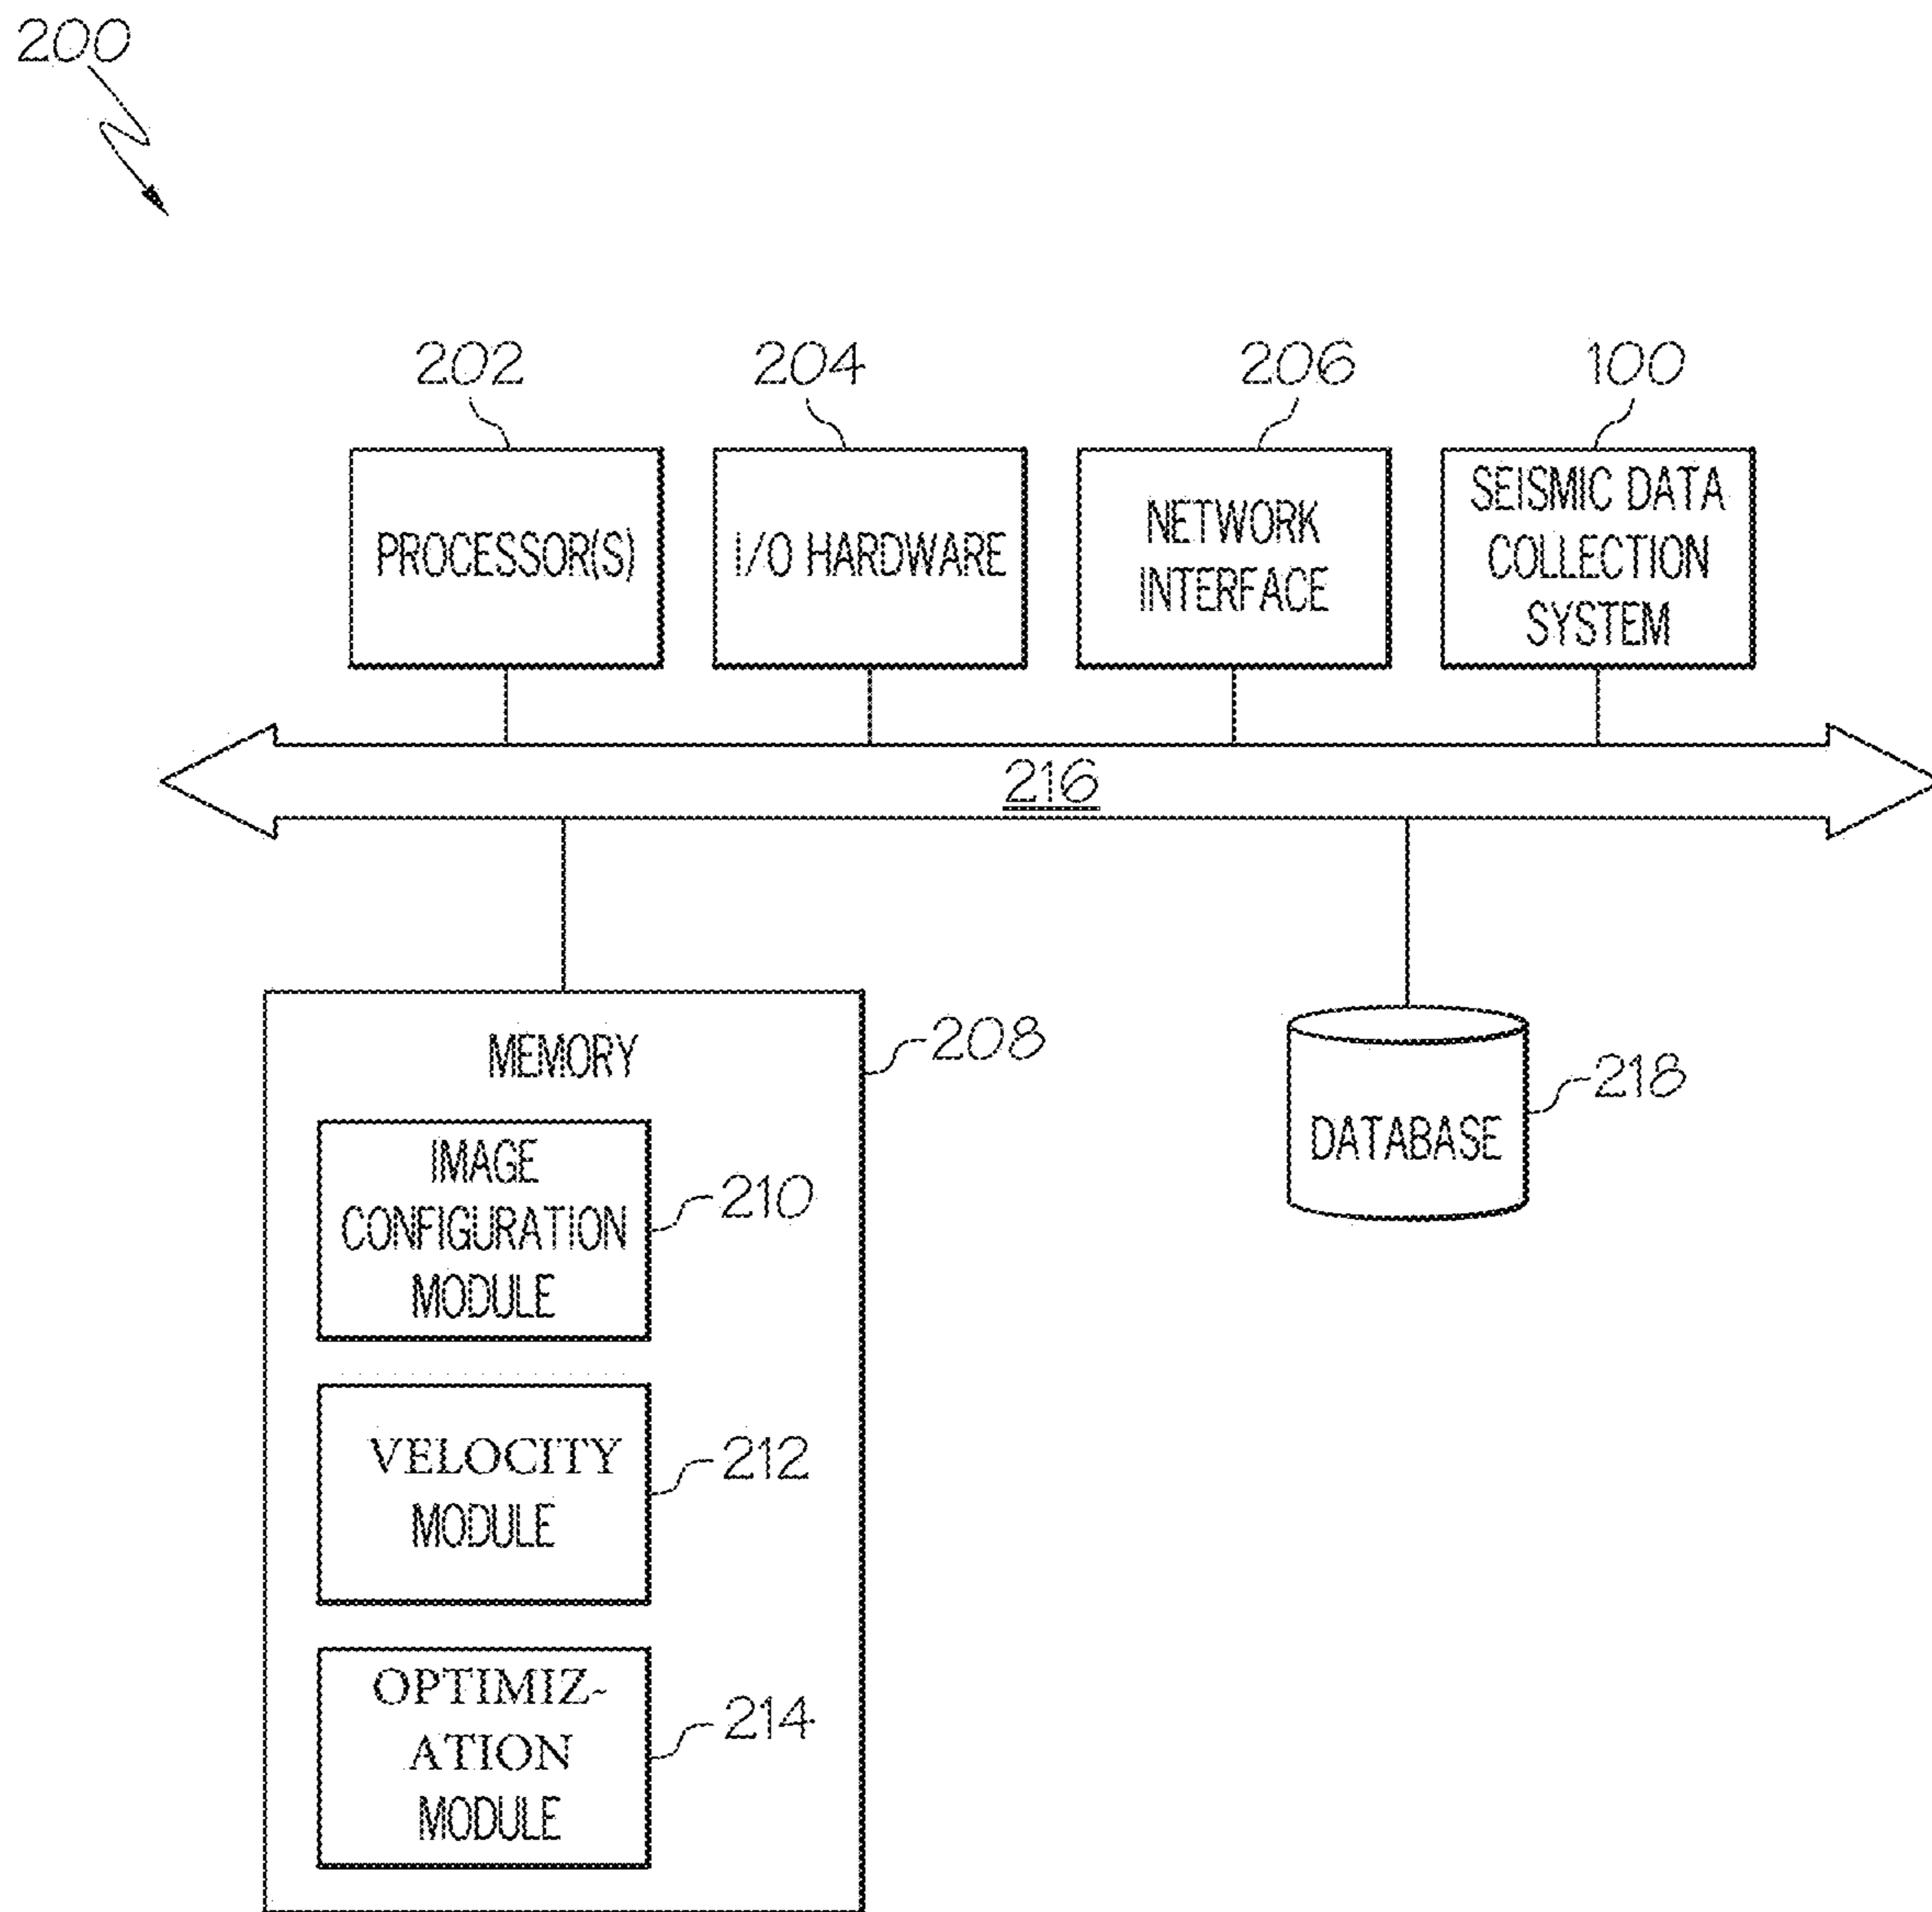 200
202
204
206
100
PROCESSOR(S)
I/O HARDWARE
NETWORK
INTERFACE
SEISMIC DATA
COLLECTION
SYSTEM
216
MEMORY
208
IMAGE
CONFIGURATION
MODULE
210
VELOCITY
MODULE
212
OPTIMIZ-
ATION
MODULE
214
DATABASE
218